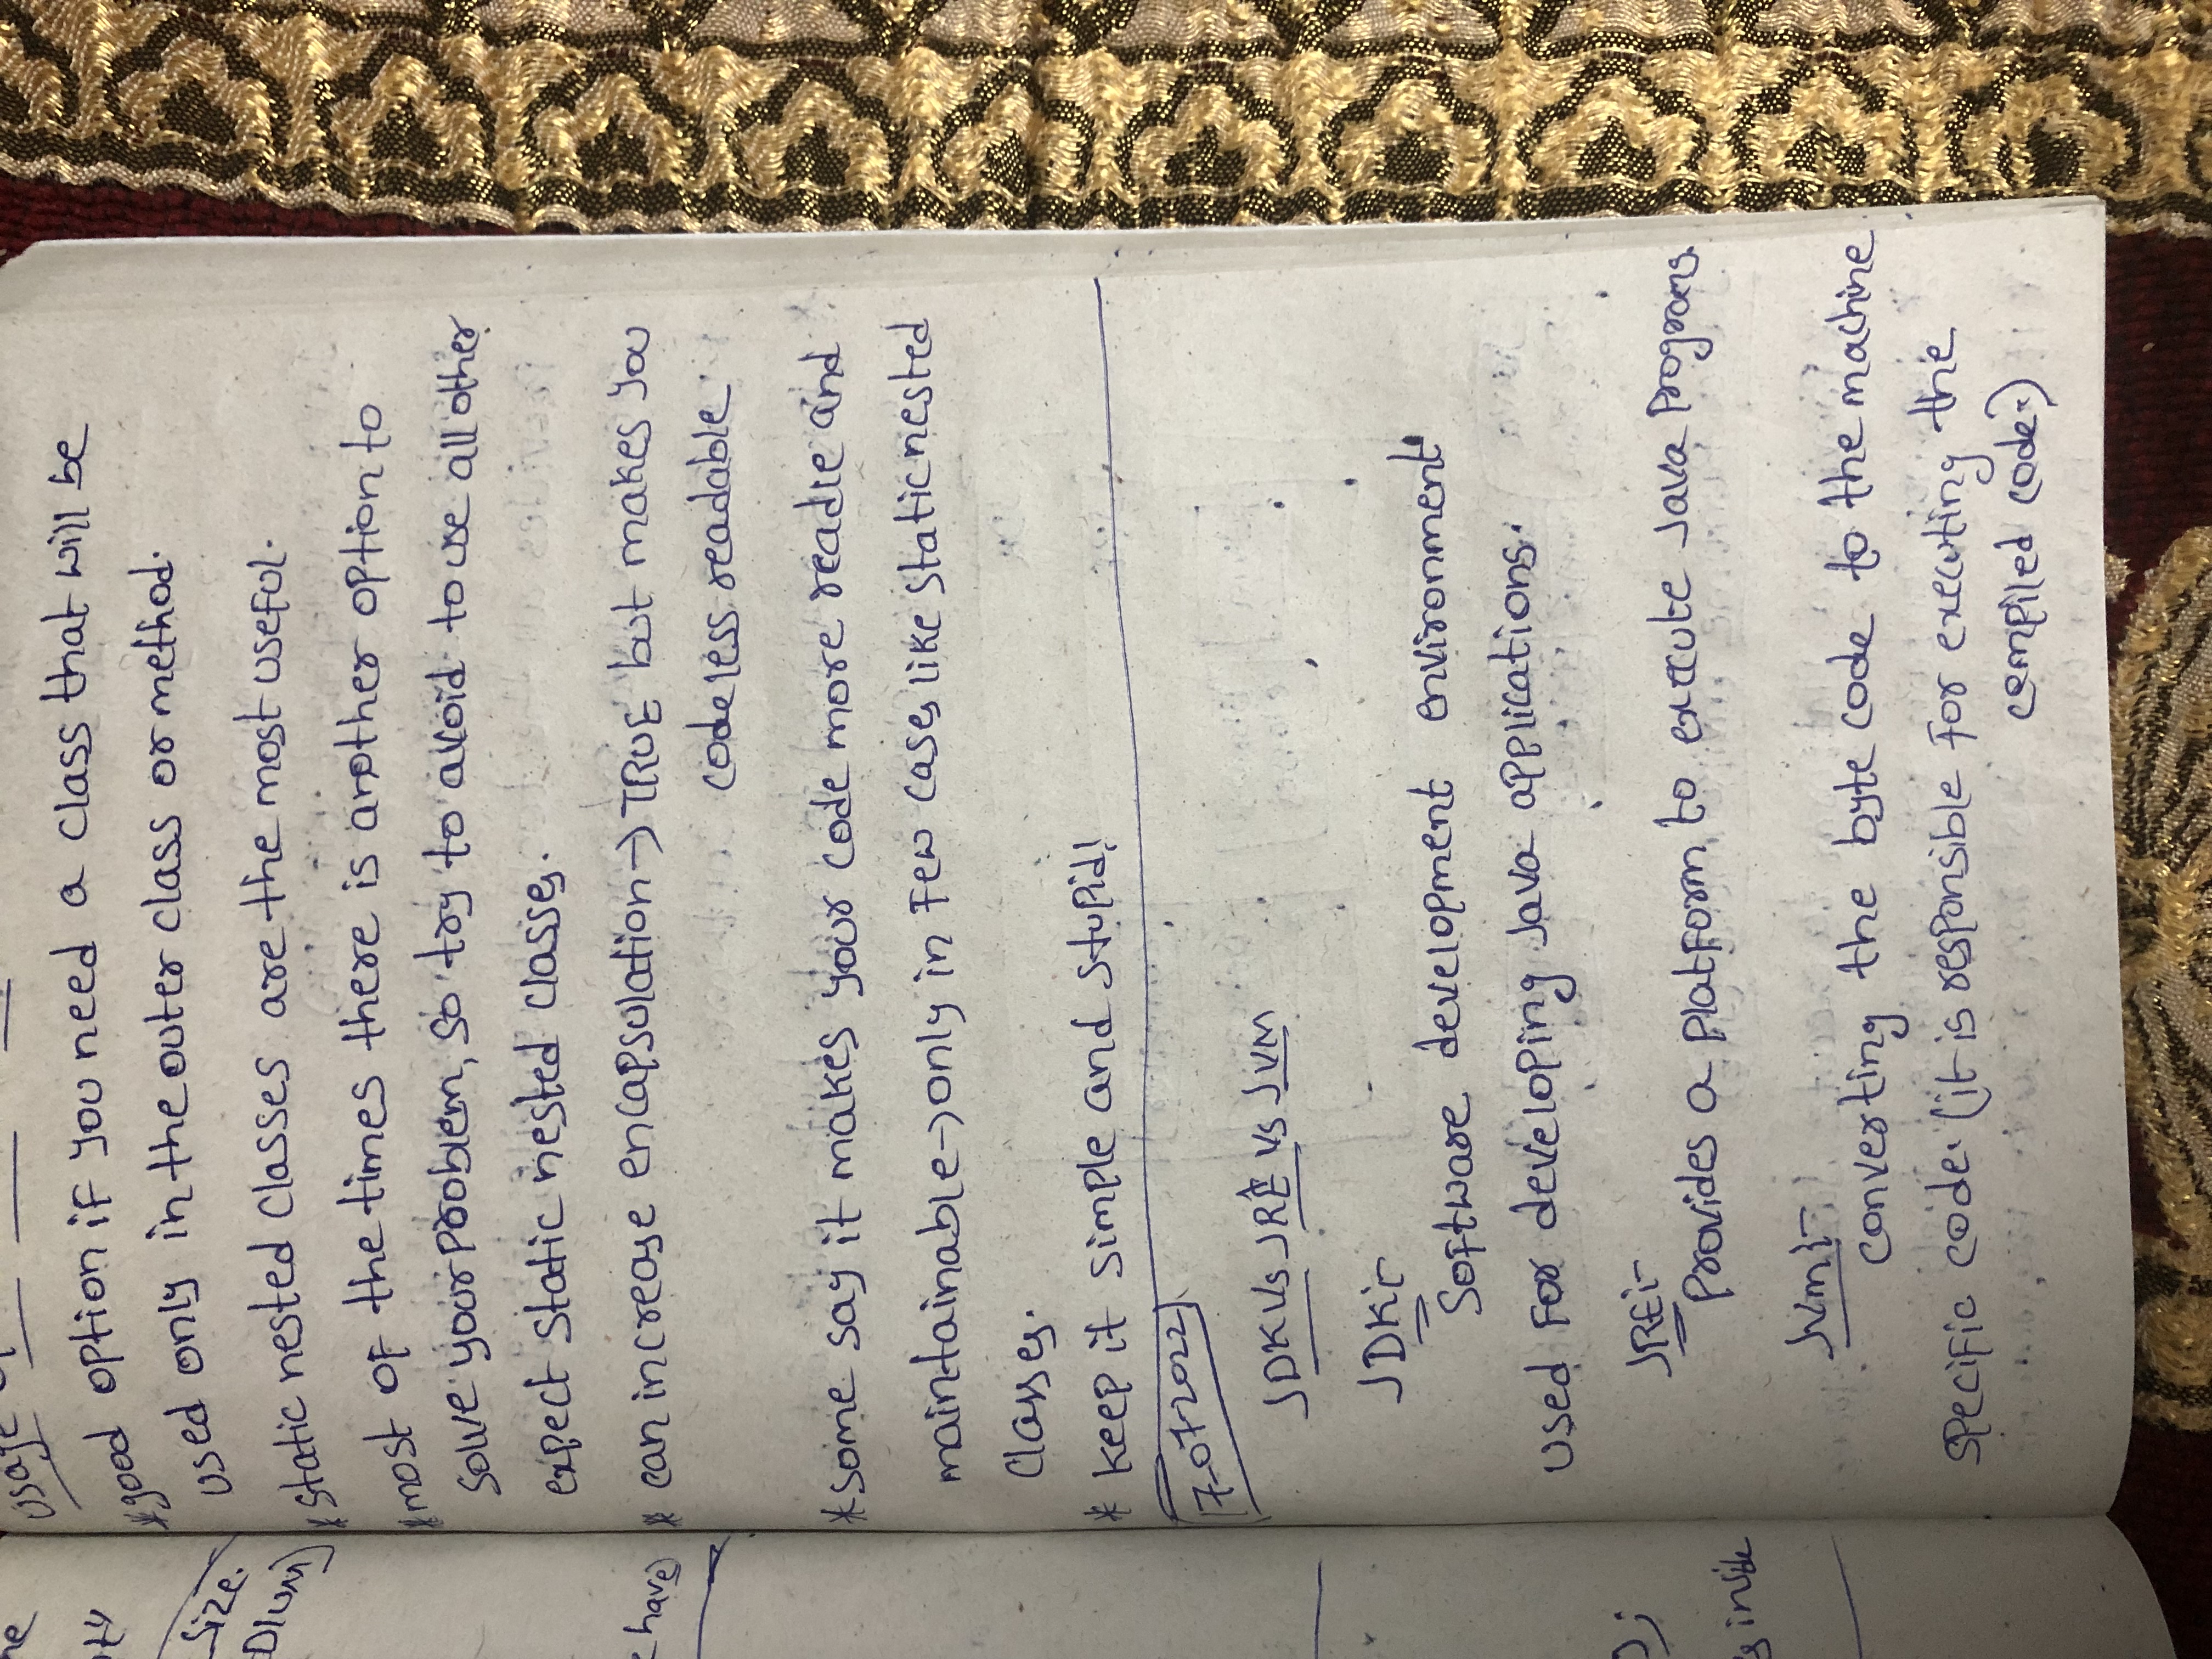 usage
*good option if you need a class that will be
used only in the outer class or method.
*static nested classes are the most useful.
*most of the times there is another option to
solve your problem, so try to avoid to use all other
expect static nested classes.
* can increase encapsulation → TRUE but makes you
code less readable
*some say it makes your code more readle and
maintainable → only in few cases like static nested
classes.
* keep it simple and stupid!
7-07-2022
JDK Vs JRE Vs JVM
JDK:-
Software development environment
used for developing Java applications.
JRE:-
Provides a platform to execute Java programs.
JVM:-
converting the byte code to the machine
specific code. (it is responsible for executing the
compiled code.)
size.
have)
inside